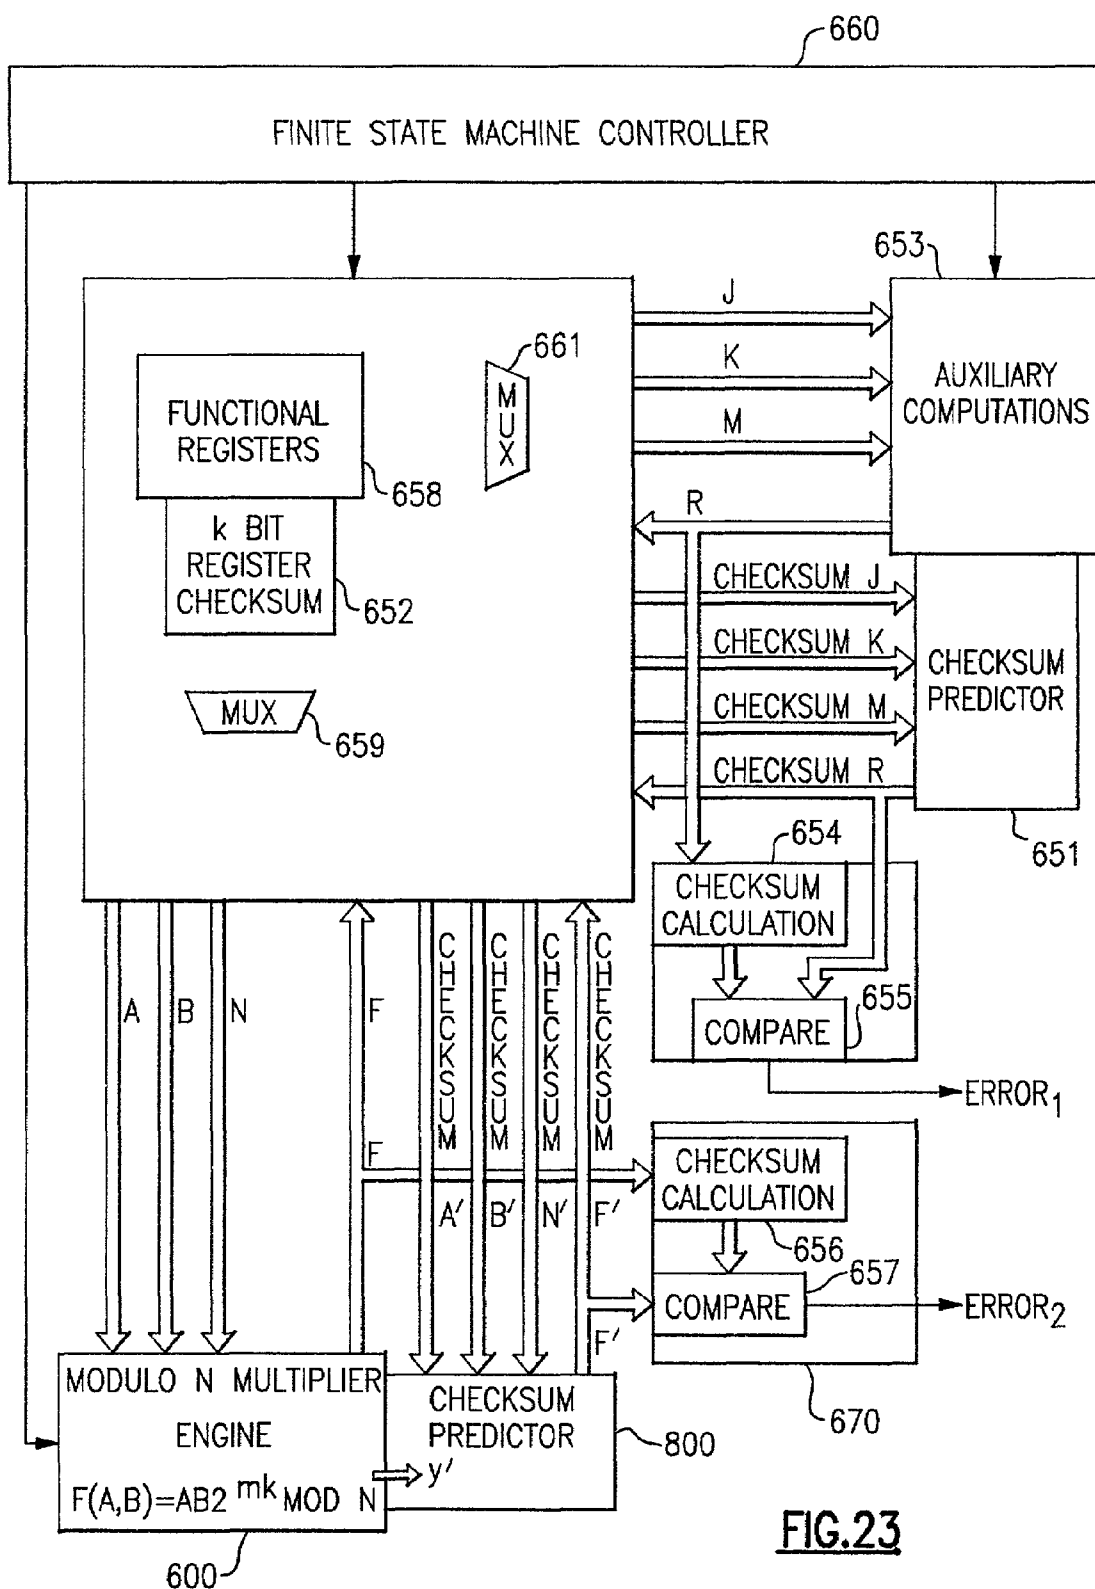 660
FINITE STATE MACHINE CONTROLLER
653
J
661
K
M
MUX
AUXILIARY
COMPUTATIONS
FUNCTIONAL
REGISTERS
658
R
k BIT
REGISTER
CHECKSUM
652
CHECKSUM J
CHECKSUM K
CHECKSUM M
CHECKSUM R
CHECKSUM
PREDICTOR
651
MUX
659
654
CHECKSUM
CALCULATION
655
COMPARE
ERROR1
A
B
N
F
CHECKSUM
CHECKSUM
CHECKSUM
CHECKSUM
F
A'
B'
N'
F'
CHECKSUM
CALCULATION
656
657
COMPARE
ERROR2
F'
670
MODULO N MULTIPLIER
ENGINE
F(A,B)=AB2 mk MOD N
600
CHECKSUM
PREDICTOR
y'
800
FIG.23